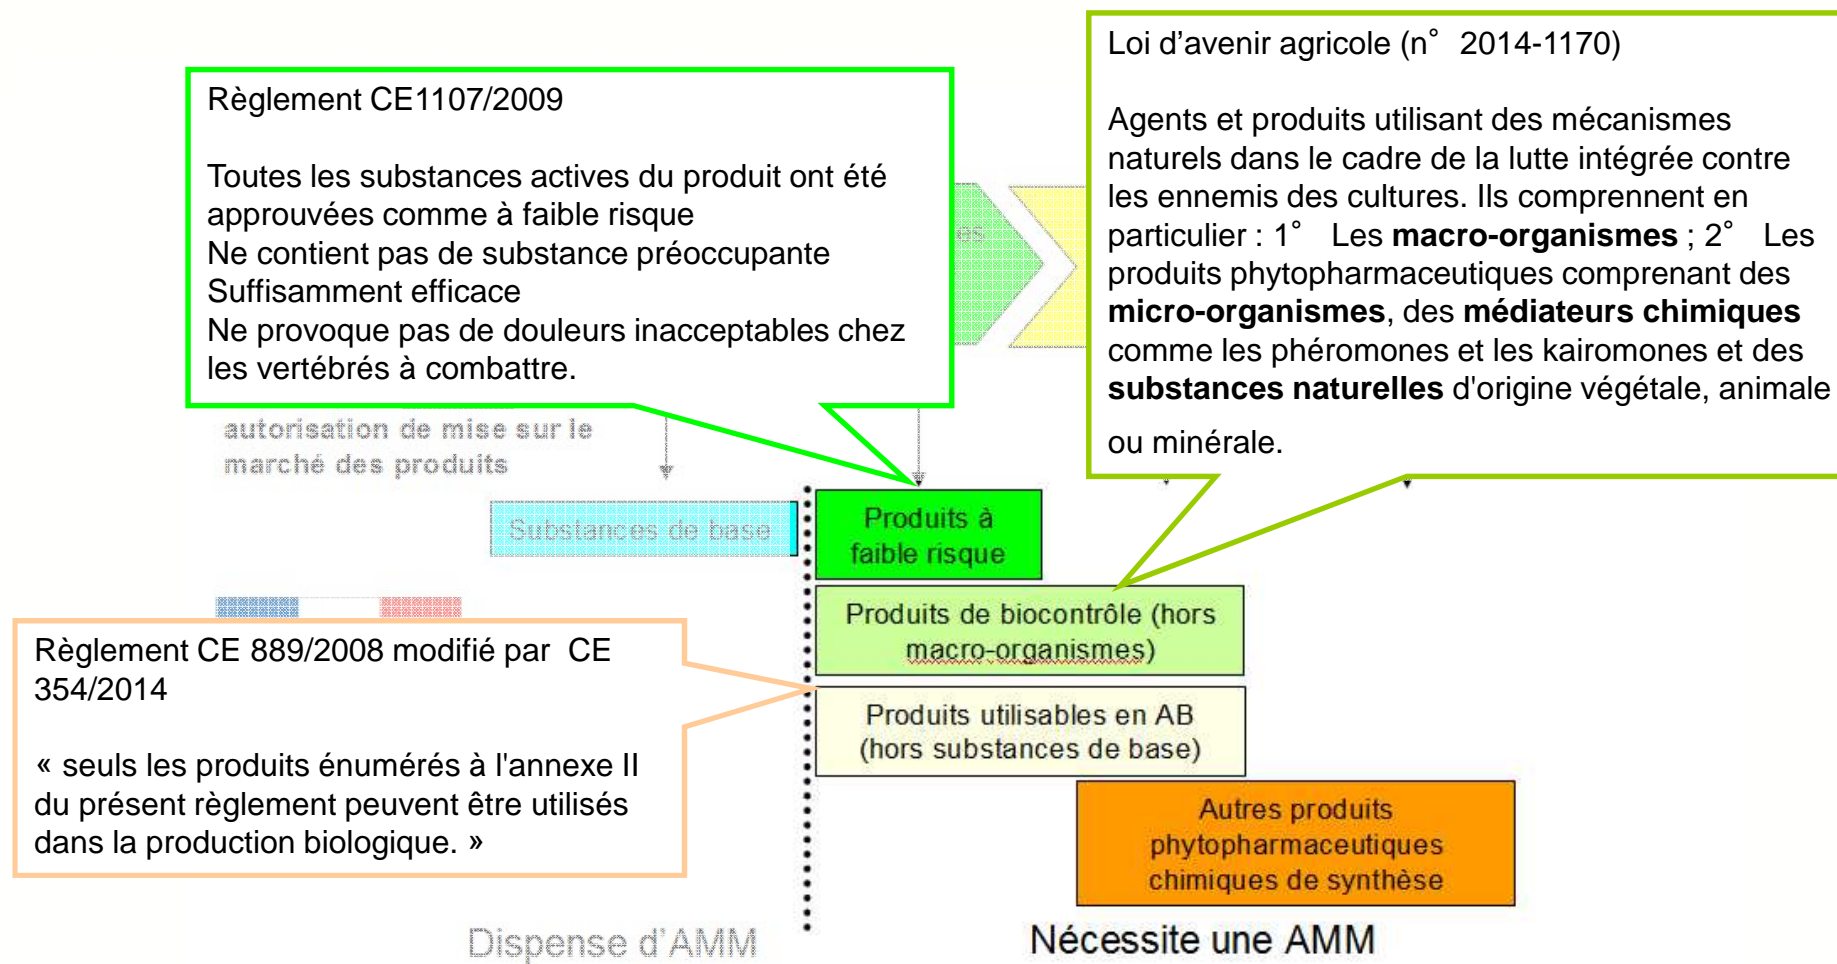 Règlement CE1107/2009
Toutes les substances actives du produit ont été
approuvées comme à faible risque
Ne contient pas de substance préoccupante
Suffisamment efficace
Ne provoque pas de douleurs inacceptables chez
les vertébrés à combattre.
Loi d’avenir agricole (n° 2014-1170)
Agents et produits utilisant des mécanismes
naturels dans le cadre de la lutte intégrée contre
les ennemis des cultures. Ils comprennent en
particulier : 1° Les macro-organismes ; 2° Les
produits phytopharmaceutiques comprenant des
micro-organismes, des médiateurs chimiques
comme les phéromones et les kairomones et des
substances naturelles d'origine végétale, animale
ou minérale.
autorisation de mise sur le
marché des produits
Substances de base
Produits à
faible risque
Produits de biocontrôle (hors
macro-organismes)
Règlement CE 889/2008 modifié par CE
354/2014
« seuls les produits énumérés à l'annexe II
du présent règlement peuvent être utilisés
dans la production biologique. »
Produits utilisables en AB
(hors substances de base)
Autres produits
phytopharmaceutiques
chimiques de synthèse
Dispense d’AMM
Nécessite une AMM